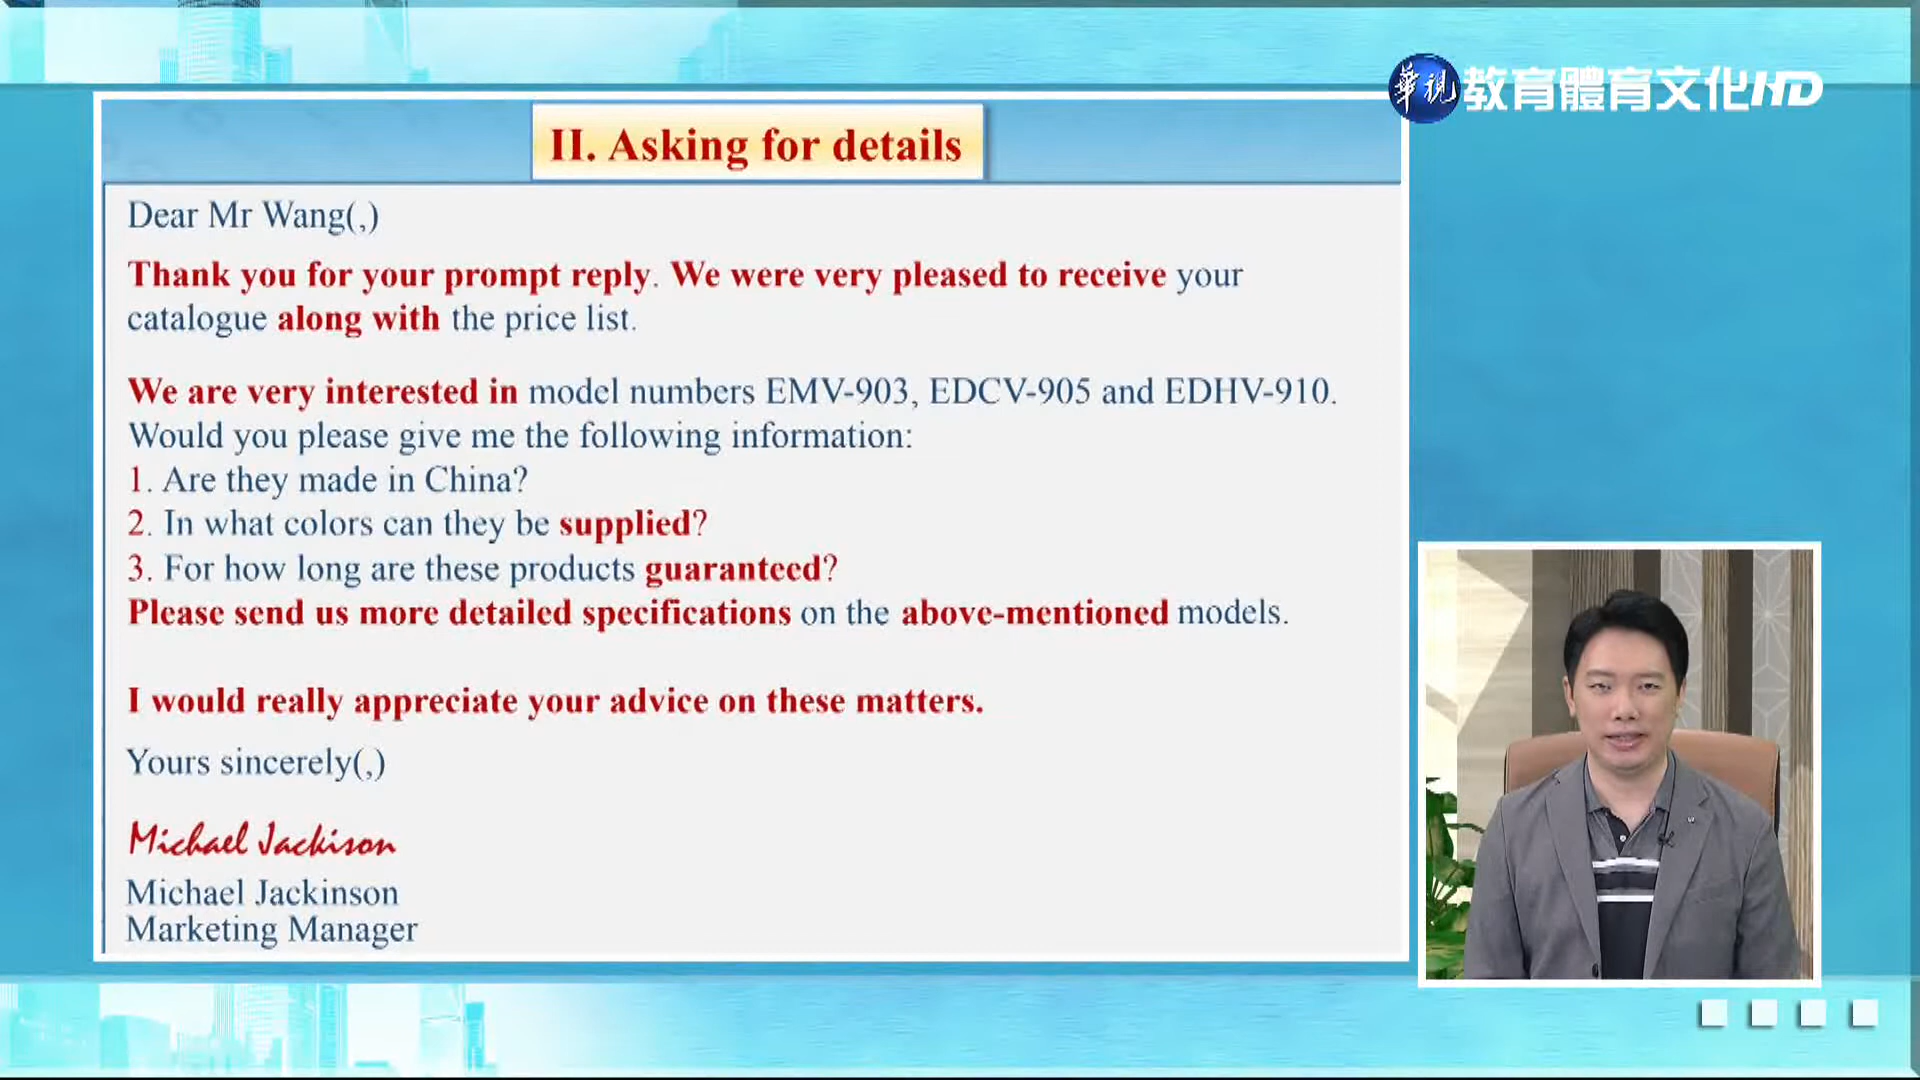 華視 教育體育文化HD
II. Asking for details
Dear Mr Wang(,)
Thank you for your prompt reply. We were very pleased to receive your
catalogue along with the price list.
We are very interested in model numbers EMV-903, EDCV-905 and EDHV-910.
Would you please give me the following information:
1. Are they made in China?
2. In what colors can they be supplied?
3. For how long are these products guaranteed?
Please send us more detailed specifications on the above-mentioned models.
I would really appreciate your advice on these matters.
Yours sincerely(,)
Michael Jackison
Michael Jackinson
Marketing Manager